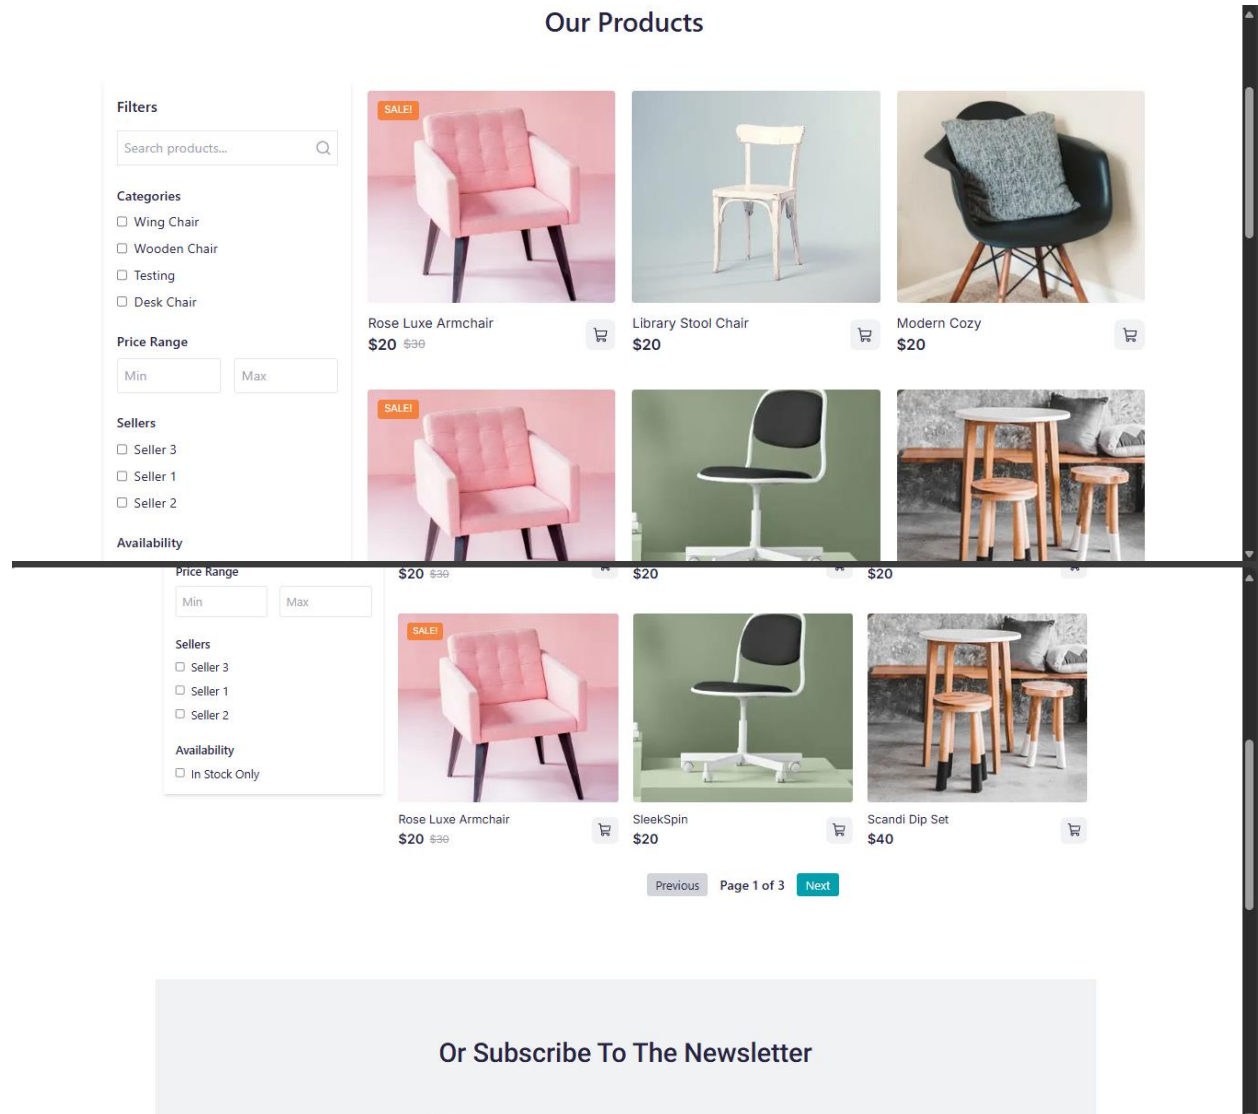 Our Products
Filters
Search products...
Categories
Wing Chair
Wooden Chair
Testing
Desk Chair
Price Range
Min Max
Sellers
Seller 3
Seller 1
Seller 2
Availability
SALE!
Rose Luxe Armchair
$20 $30
Library Stool Chair
$20
Modern Cozy
$20
SALE!
Price Range
Min Max
Sellers
Seller 3
Seller 1
Seller 2
Availability
In Stock Only
$20 $30
$20
$20
SALE!
Rose Luxe Armchair
$20 $30
SleekSpin
$20
Scandi Dip Set
$40
Previous Page 1 of 3 Next
Or Subscribe To The Newsletter